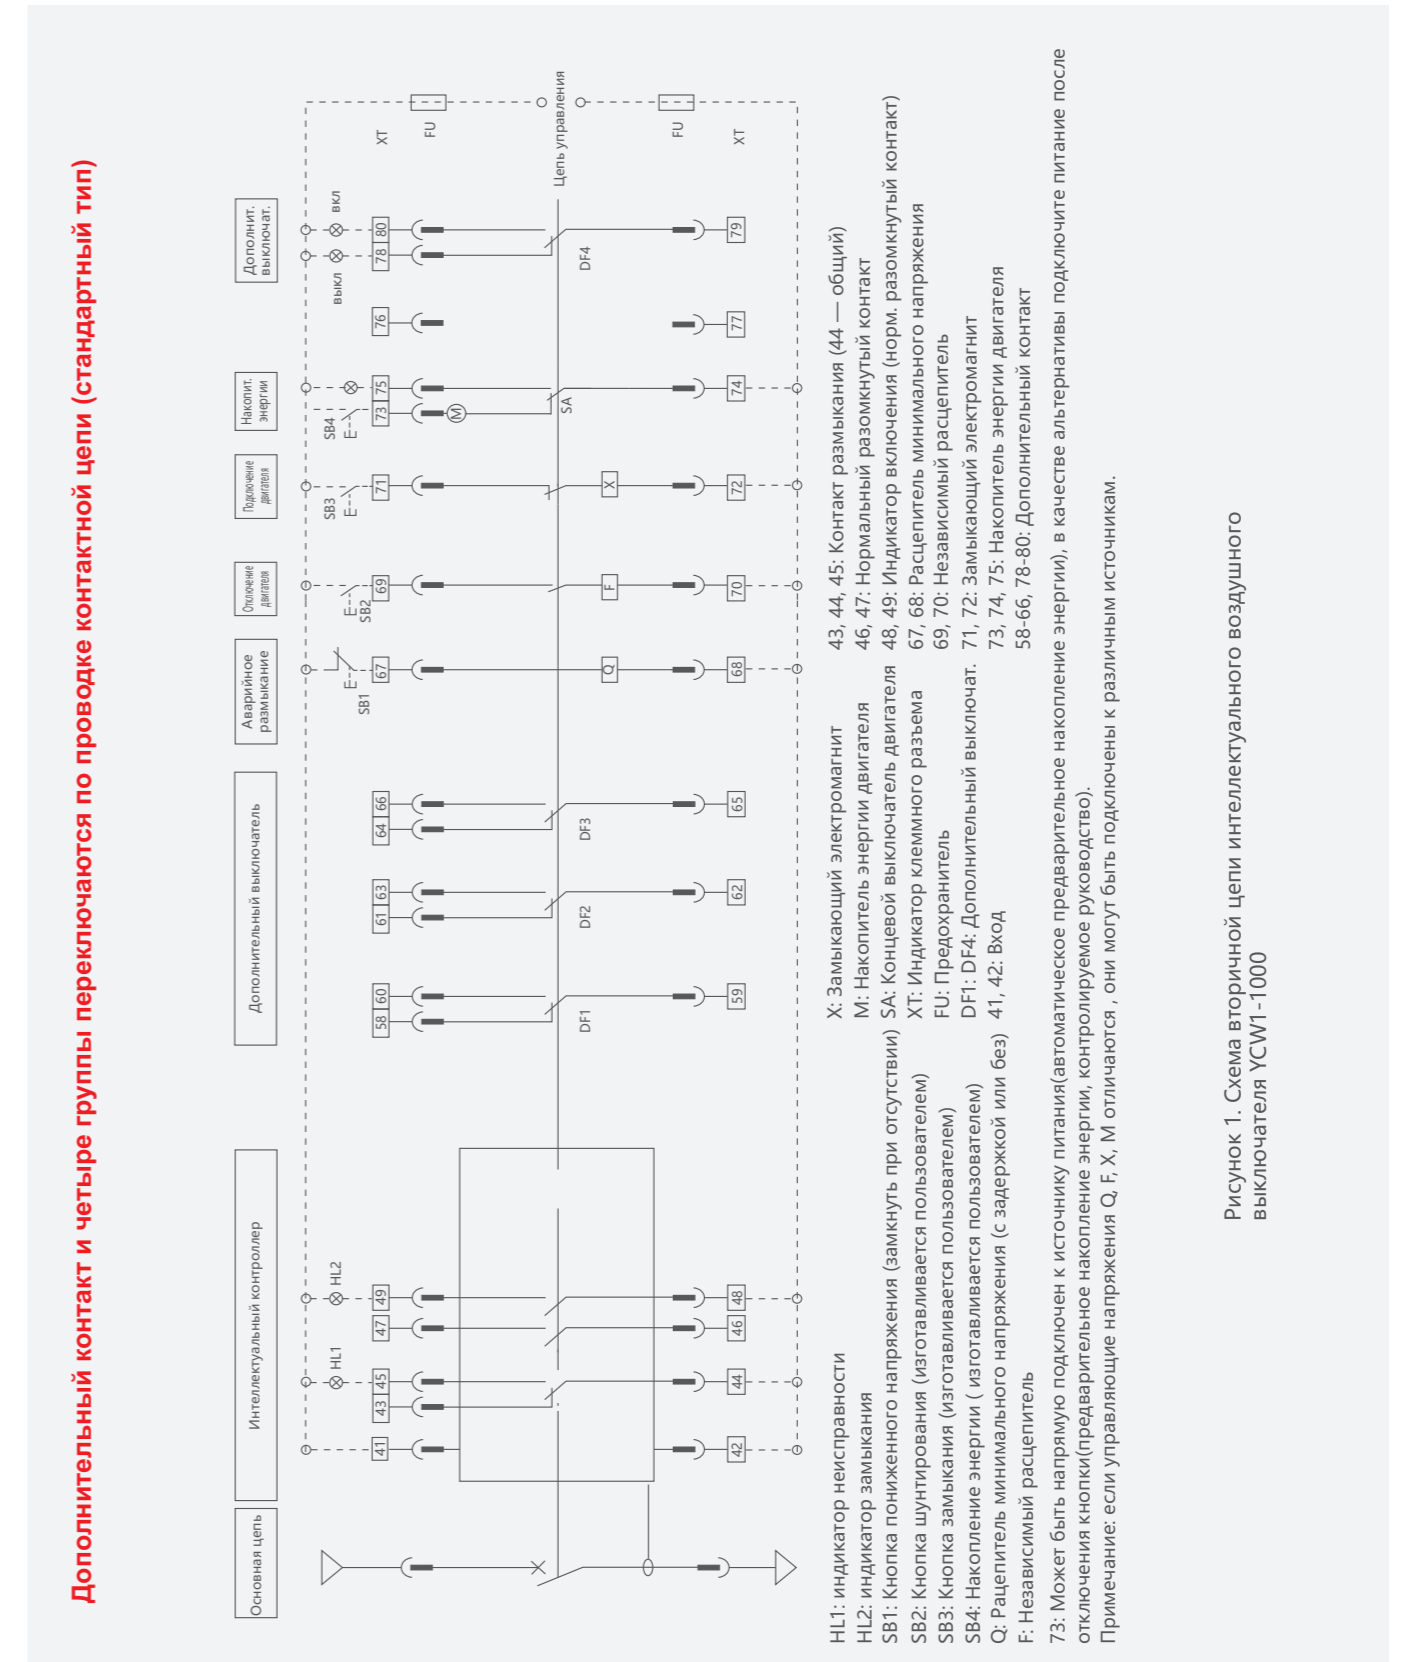 Дополнительный контакт и четыре группы переключаются по проводке контактной цепи (стандартный тип)
Основная цепь
Интеллектуальный контроллер
Дополнительный выключатель
Аварийное
размыкание
Отключение
двигателя
Подключение
двигателя
Накопит.
энергии
Дополнит.
выключат.
HL1
HL2
SB1
SB2
SB3
SB4
выкл
вкл
41
43
45
47
49
58
60
61
63
64
66
67
69
71
73
75
76
78
80
XT
FU
M
DF1
DF2
DF3
SA
DF4
Цепь управления
Q
F
X
FU
42
44
46
48
59
62
65
68
70
72
74
77
79
XT
HL1: индикатор неисправности
HL2: индикатор замыкания
SB1: Кнопка пониженного напряжения (замкнуть при отсутствии)
SB2: Кнопка шунтирования (изготавливается пользователем)
SB3: Кнопка замыкания (изготавливается пользователем)
SB4: Накопление энергии ( изготавливается пользователем)
Q: Рацепитель минимального напряжения (с задержкой или без)
F: Независимый расцепитель
X: Замыкающий электромагнит
M: Накопитель энергии двигателя
SA: Концевой выключатель двигателя
XT: Индикатор клеммного разъема
FU: Предохранитель
DF1: DF4: Дополнительный выключат.
41, 42: Вход
43, 44, 45: Контакт размыкания (44 — общий)
46, 47: Нормальный разомкнутый контакт
48, 49: Индикатор включения (норм. разомкнутый контакт)
67, 68: Расцепитель минимального напряжения
69, 70: Независимый расцепитель
71, 72: Замыкающий электромагнит
73, 74, 75: Накопитель энергии двигателя
58-66, 78-80: Дополнительный контакт
73: Может быть напрямую подключен к источнику питания(автоматическое предварительное накопление энергии), в качестве альтернативы подключите питание после
отключения кнопки(предварительное накопление энергии, контролируемое руководство).
Примечание: если управляющие напряжения Q, F, X, M отличаются , они могут быть подключены к различным источникам.
Рисунок 1. Схема вторичной цепи интеллектуального воздушного
выключателя YCW1-1000